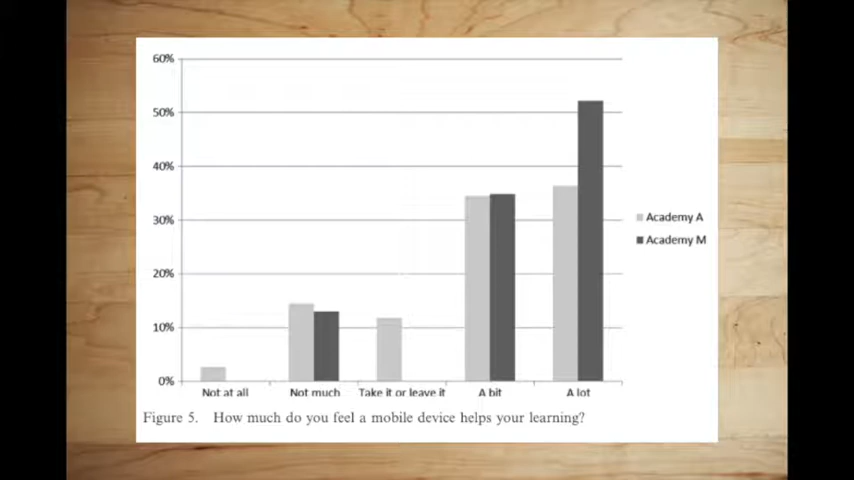 60%
50%
40%
30%
20%
10%
0%
Academy A
Academy M
Not at all Not much Take it or leave it A bit A lot
Figure 5. How much do you feel a mobile device helps your learning?